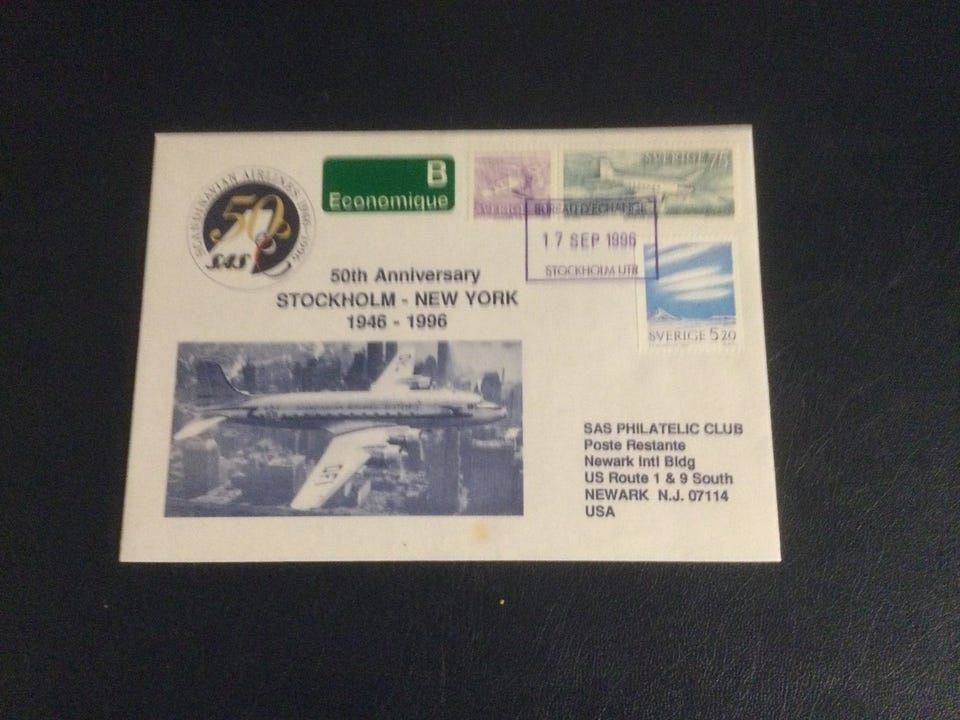 SCANDINAVIAN AIRLINES 1946-1996
50
SAS
B
Economique
SVERIGE
SVERIGE 75
BUREAU D'ECHANGE
17 SEP 1996
STOCKHOLM UTR
SVERIGE 5 20
50th Anniversary
STOCKHOLM - NEW YORK
1946 - 1996
SAS PHILATELIC CLUB
Poste Restante
Newark Intl Bldg
US Route 1 & 9 South
NEWARK N.J. 07114
USA